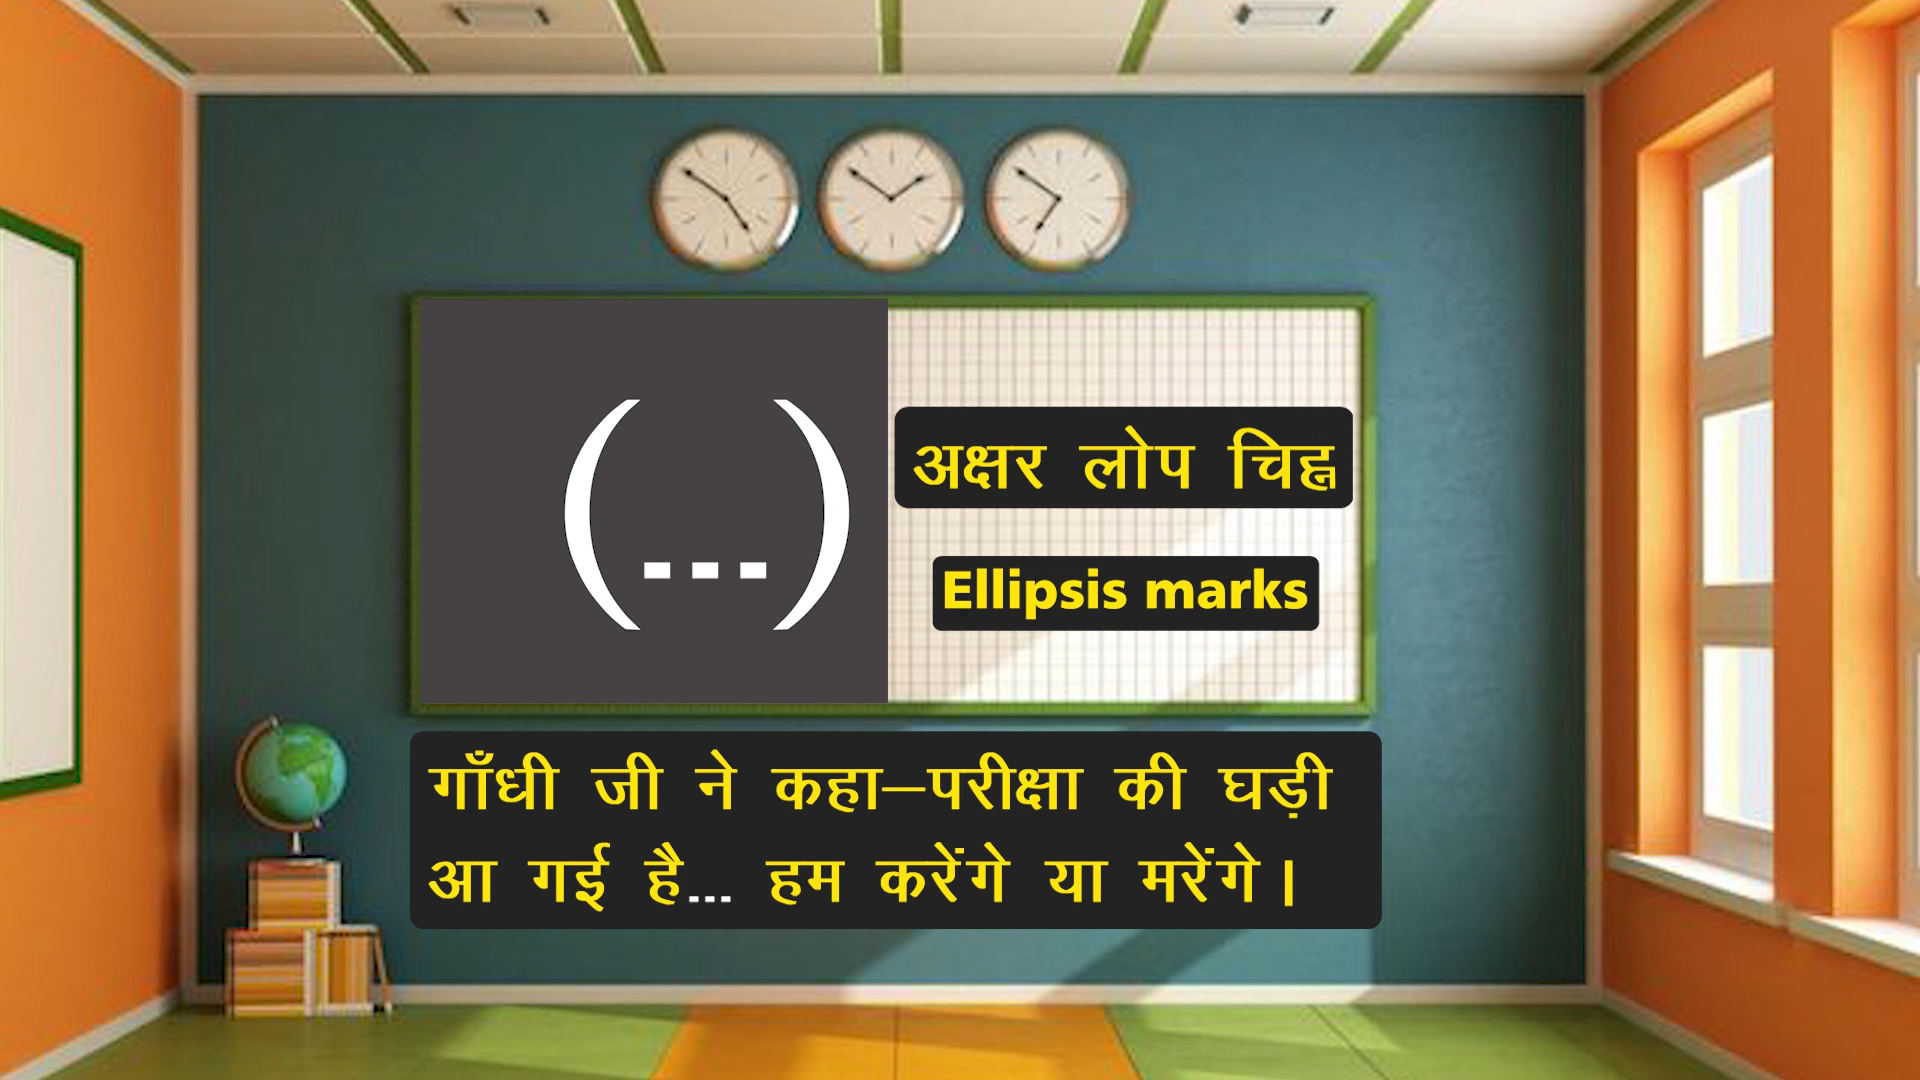 (...)
अक्षर लोप चिह्न
Ellipsis marks
गाँधी जी ने कहा–परीक्षा की घड़ी
आ गई है... हम करेंगे या मरेंगे।